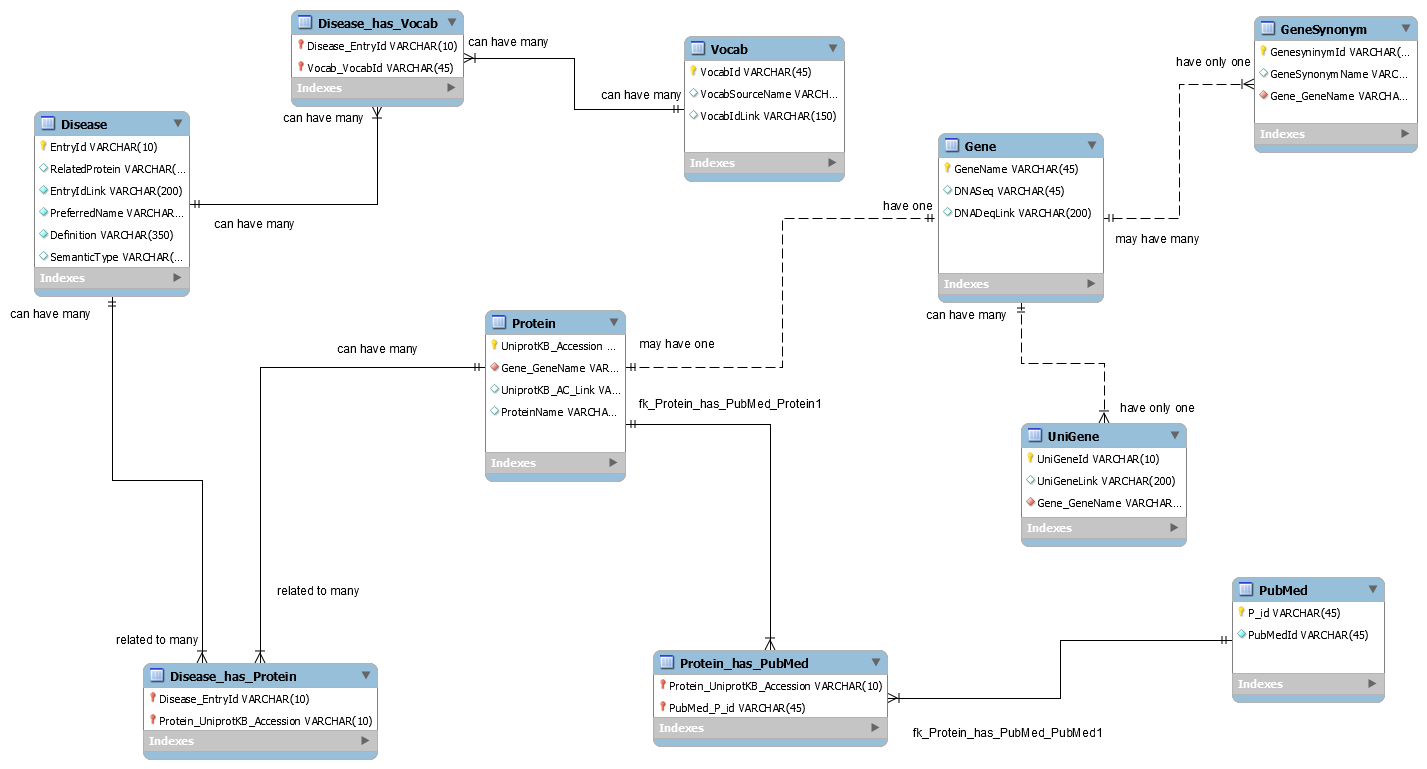 Disease_has_Vocab
Disease_EntryId VARCHAR(10)
Vocab_VocabId VARCHAR(45)
Indexes
can have many
can have many
can have many
Vocab
VocabId VARCHAR(45)
VocabSourceName VARCH...
VocabIdLink VARCHAR(150)
Indexes
GeneSynonym
GenesyninymId VARCHAR(...
GeneSynonymName VARC...
Gene_GeneName VARCHA...
Indexes
have only one
Disease
EntryId VARCHAR(10)
RelatedProtein VARCHAR(...
EntryIdLink VARCHAR(200)
PreferredName VARCHAR...
Definition VARCHAR(350)
SemanticType VARCHAR(...
Indexes
can have many
can have many
Gene
GeneName VARCHAR(45)
DNASeq VARCHAR(45)
DNADeqLink VARCHAR(200)
Indexes
have one
may have many
can have many
Protein
UniprotKB_Accession ...
Gene_GeneName VAR...
UniprotKB_AC_Link VA...
ProteinName VARCHA...
Indexes
can have many
may have one
fk_Protein_has_PubMed_Protein1
have only one
UniGene
UniGeneId VARCHAR(10)
UniGeneLink VARCHAR(200)
Gene_GeneName VARCHAR...
Indexes
related to many
related to many
Disease_has_Protein
Disease_EntryId VARCHAR(10)
Protein_UniprotKB_Accession VARCHAR(10)
Indexes
Protein_has_PubMed
Protein_UniprotKB_Accession VARCHAR(10)
PubMed_P_id VARCHAR(45)
Indexes
fk_Protein_has_PubMed_PubMed1
PubMed
P_id VARCHAR(45)
PubMedId VARCHAR(45)
Indexes